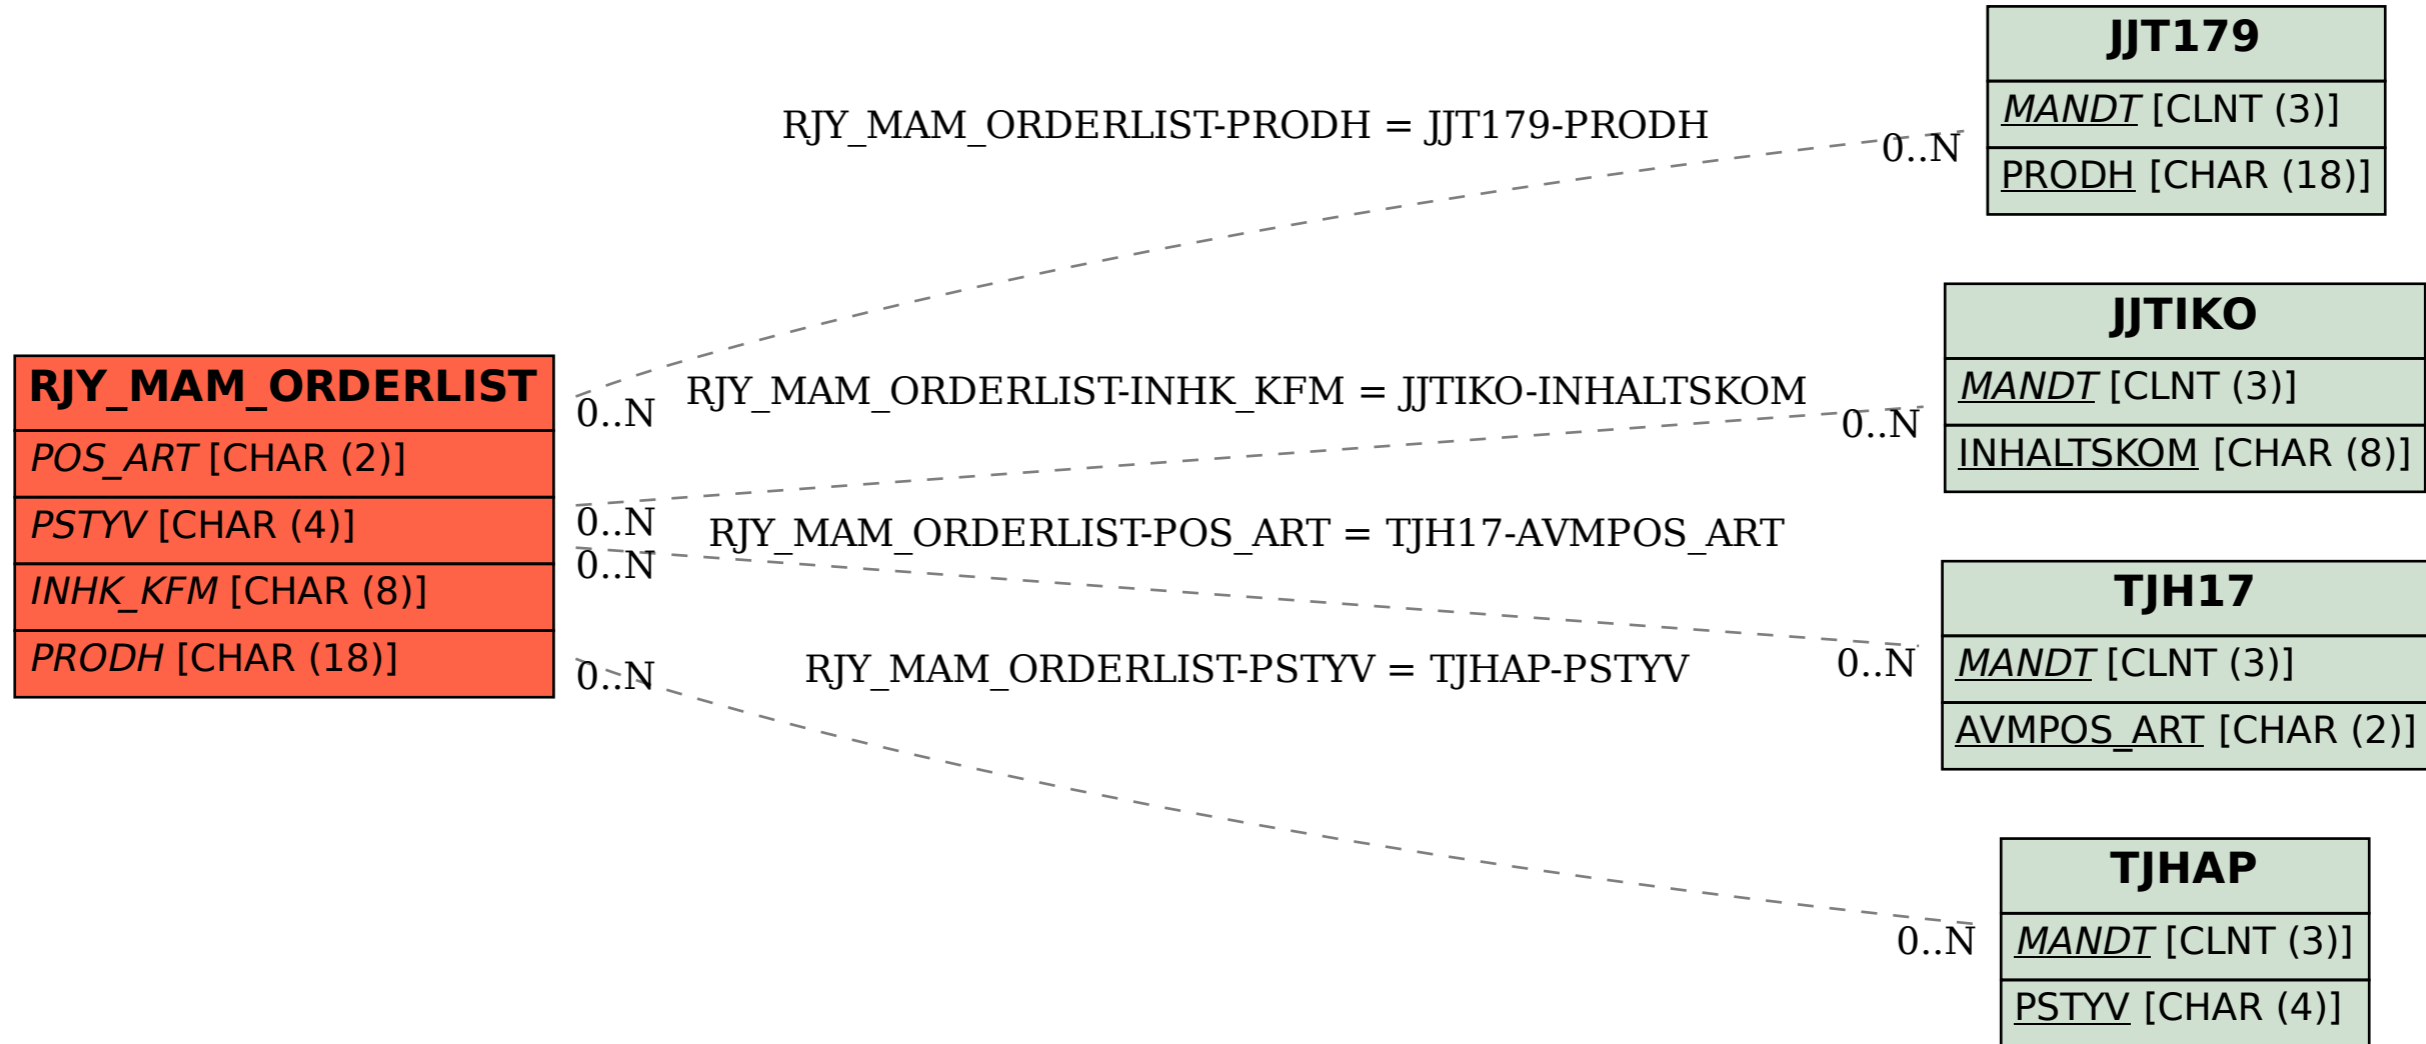 RJY_MAM_ORDERLIST
POS_ART [CHAR (2)]
PSTYV [CHAR (4)]
INHK_KFM [CHAR (8)]
PRODH [CHAR (18)]
RJY_MAM_ORDERLIST-PRODH = JJT179-PRODH
0..N
0..N
RJY_MAM_ORDERLIST-INHK_KFM = JJTIKO-INHALTSKOM
0..N
0..N
RJY_MAM_ORDERLIST-POS_ART = TJH17-AVMPOS_ART
0..N
0..N
RJY_MAM_ORDERLIST-PSTYV = TJHAP-PSTYV
0..N
0..N
JJT179
MANDT [CLNT (3)]
PRODH [CHAR (18)]
JJTIKO
MANDT [CLNT (3)]
INHALTSKOM [CHAR (8)]
TJH17
MANDT [CLNT (3)]
AVMPOS_ART [CHAR (2)]
TJHAP
MANDT [CLNT (3)]
PSTYV [CHAR (4)]